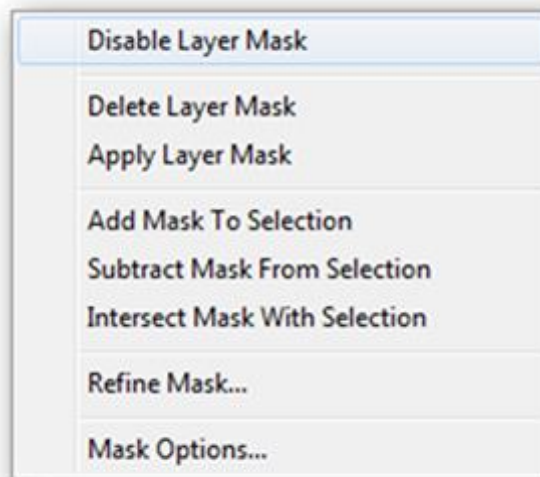 Disable Layer Mask
Delete Layer Mask
Apply Layer Mask
Add Mask To Selection
Subtract Mask From Selection
Intersect Mask With Selection
Refine Mask...
Mask Options...